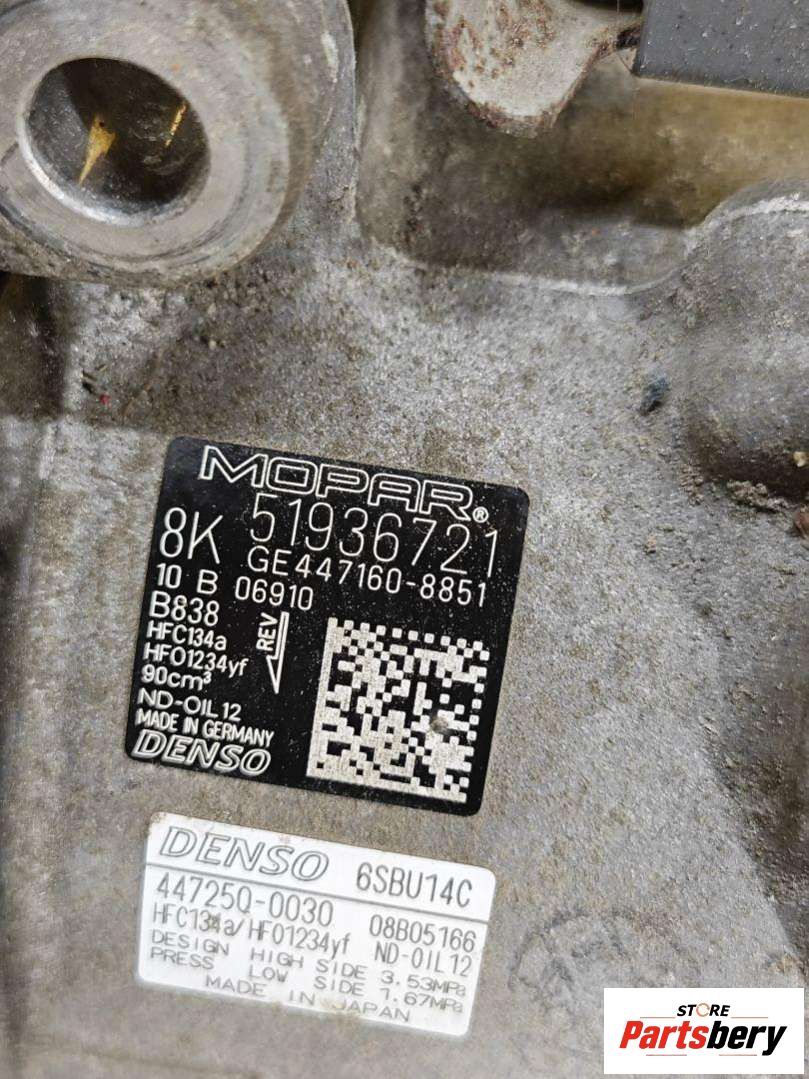 MOPAR®
8K 51936721
GE447160-8851
10 B 06910
B838
HFC134a
HFO1234yf
REV
90cm³
ND-OIL12
MADE IN GERMANY
DENSO
DENSO 6SBU14C
447250-0030 08B05166
HFC134a/HFO1234yf ND-OIL12
DESIGN PRESS HIGH SIDE 3.53MPa
LOW SIDE 1.67MPa
MADE IN JAPAN
STORE
Partsbery